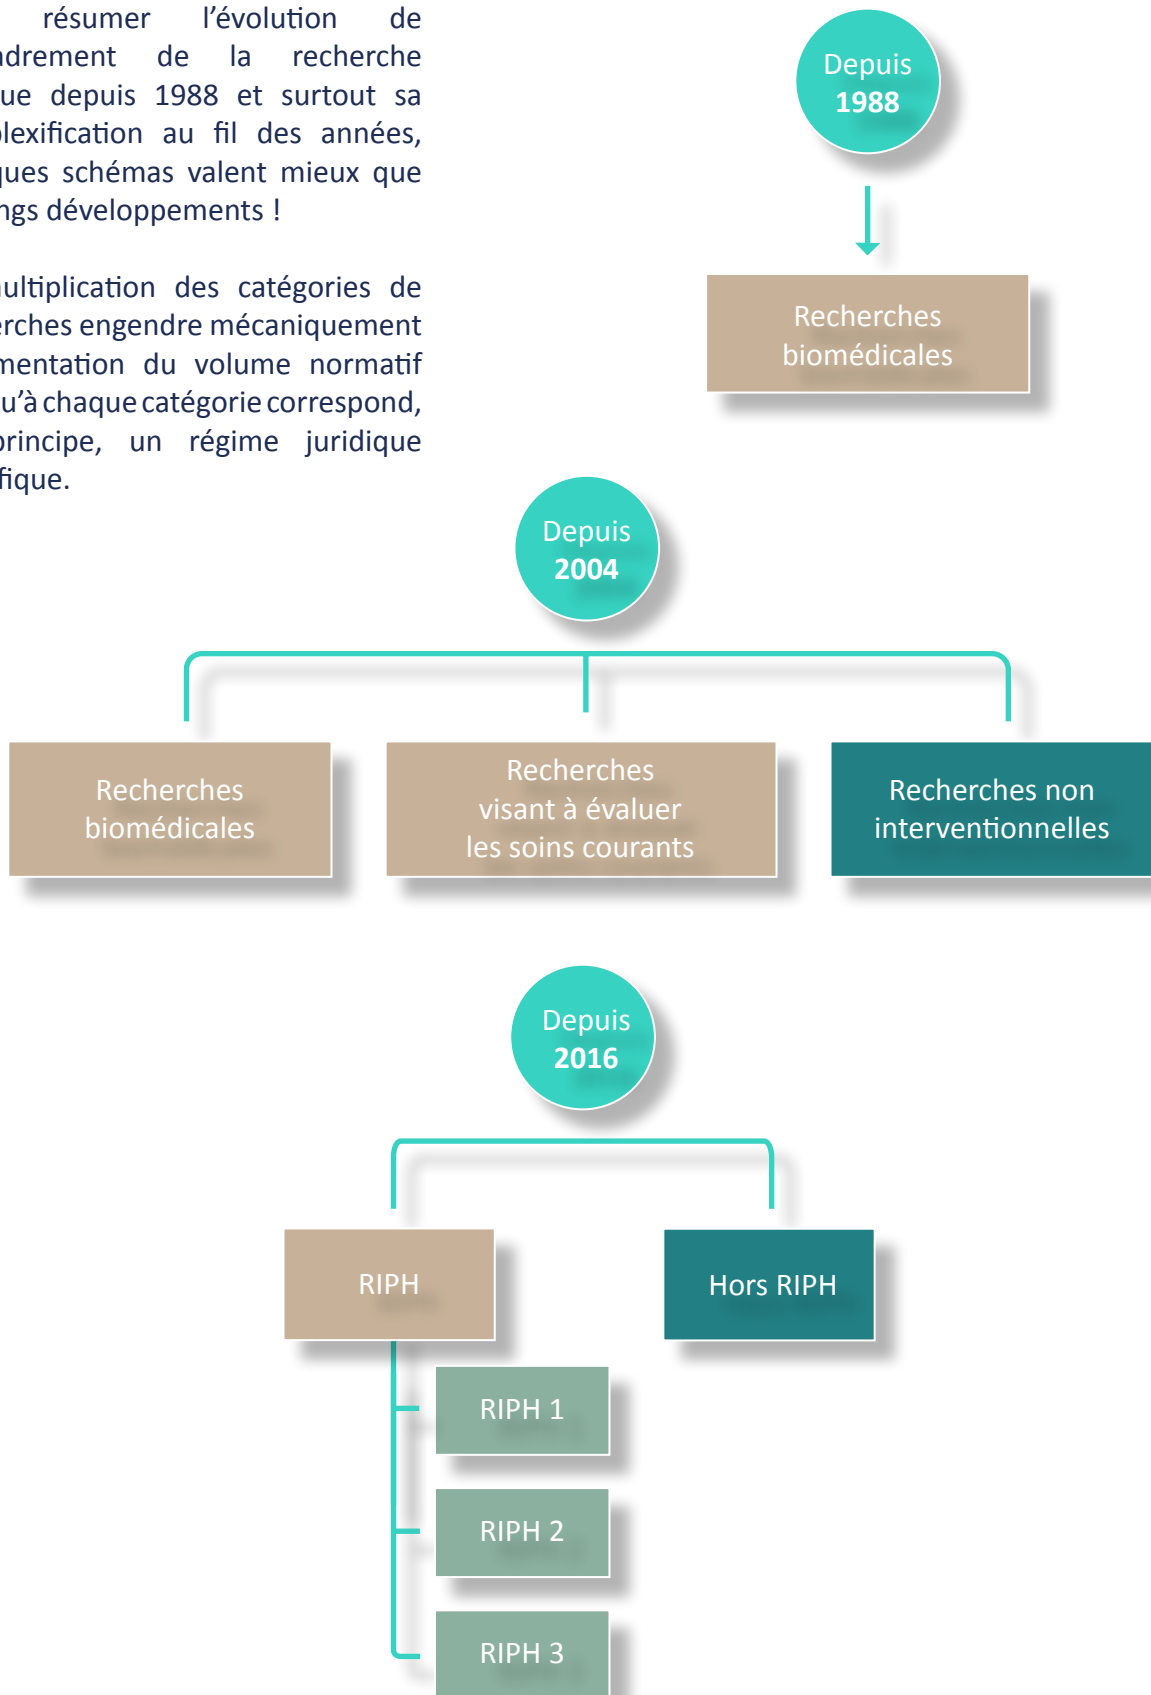 résumer l’évolution de
ndrement de la recherche
ue depuis 1988 et surtout sa
plexification au fil des années,
ques schémas valent mieux que
ngs développements !
multiplication des catégories de
erches engendre mécaniquement
mentation du volume normatif
qu’à chaque catégorie correspond,
principe, un régime juridique
ifique.
Depuis
1988
Recherches
biomédicales
Depuis
2004
Recherches
biomédicales
Recherches
visant à évaluer
les soins courants
Recherches non
interventionnelles
Depuis
2016
RIPH
Hors RIPH
RIPH 1
RIPH 2
RIPH 3